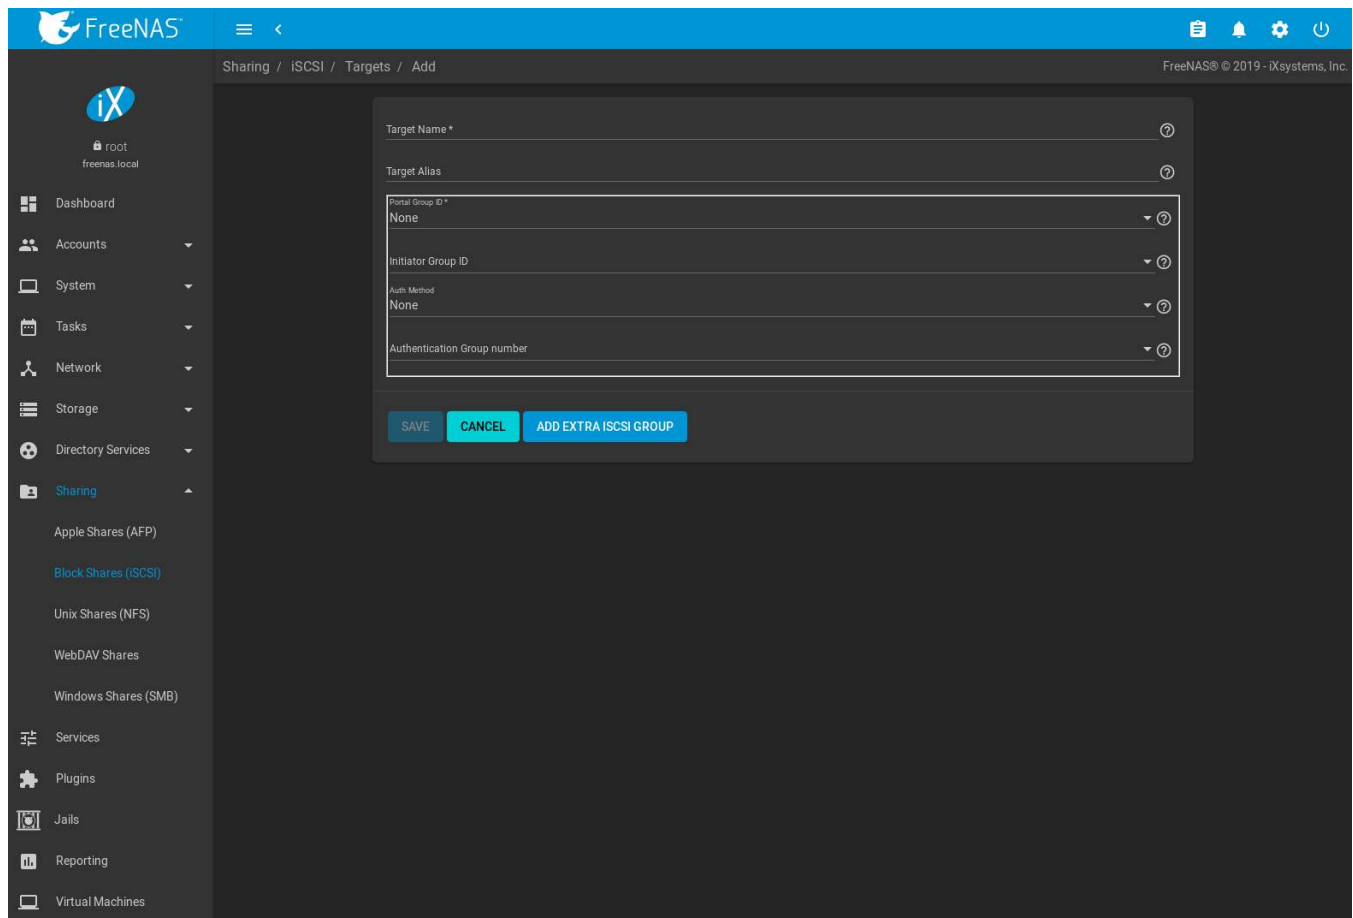 FreeNAS™
Sharing / iSCSI / Targets / Add
FreeNAS® © 2019 - iXsystems, Inc.
iX
root
freenas.local
Dashboard
Accounts
System
Tasks
Network
Storage
Directory Services
Sharing
Apple Shares (AFP)
Block Shares (iSCSI)
Unix Shares (NFS)
WebDAV Shares
Windows Shares (SMB)
Services
Plugins
Jails
Reporting
Virtual Machines
Target Name *
Target Alias
Portal Group ID *
None
Initiator Group ID
Auth Method
None
Authentication Group number
SAVE CANCEL ADD EXTRA ISCSI GROUP